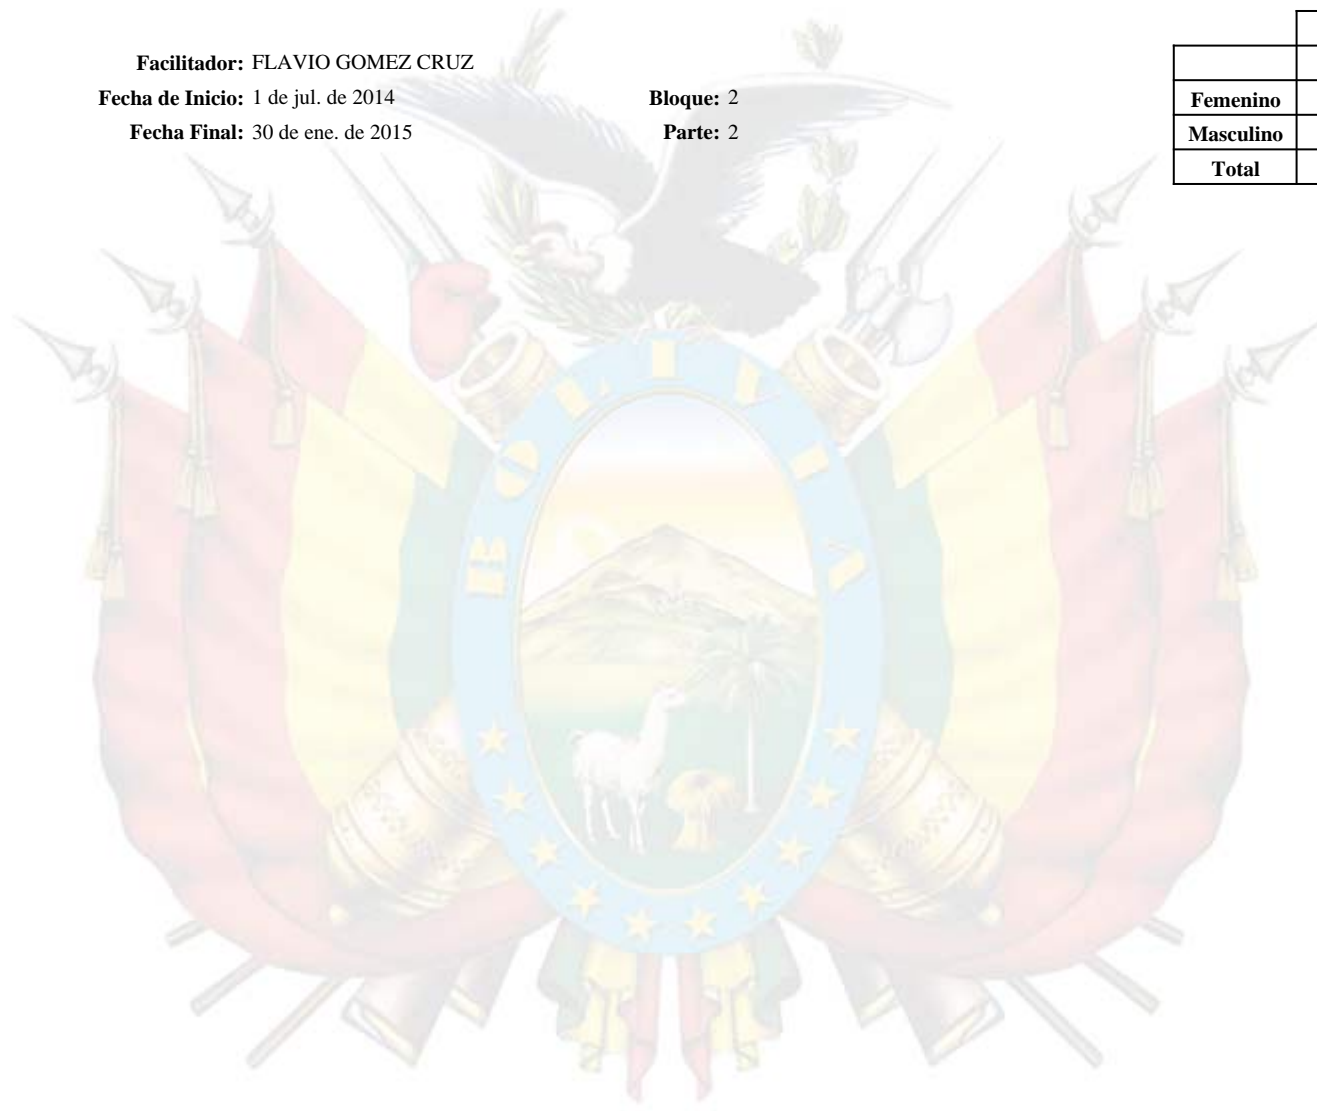 Facilitador: FLAVIO GOMEZ CRUZ
Fecha de Inicio: 1 de jul. de 2014 Bloque: 2
Fecha Final: 30 de ene. de 2015 Parte: 2
Femenino
Masculino
Total
BOLIVIA